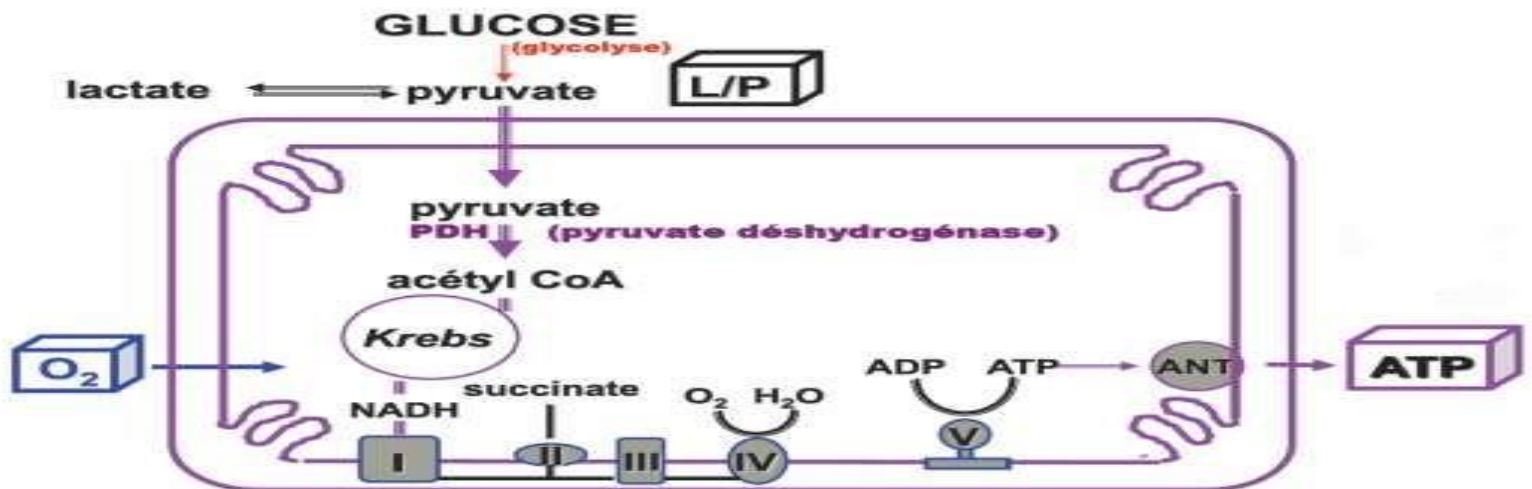 GLUCOSE
(glycolyse)
lactate pyruvate L/P
pyruvate
PDH (pyruvate déshydrogénase)
acétyl CoA
Krebs
O₂ ADP ATP ANT ATP
succinate
NADH O₂ H₂O
I II III IV V